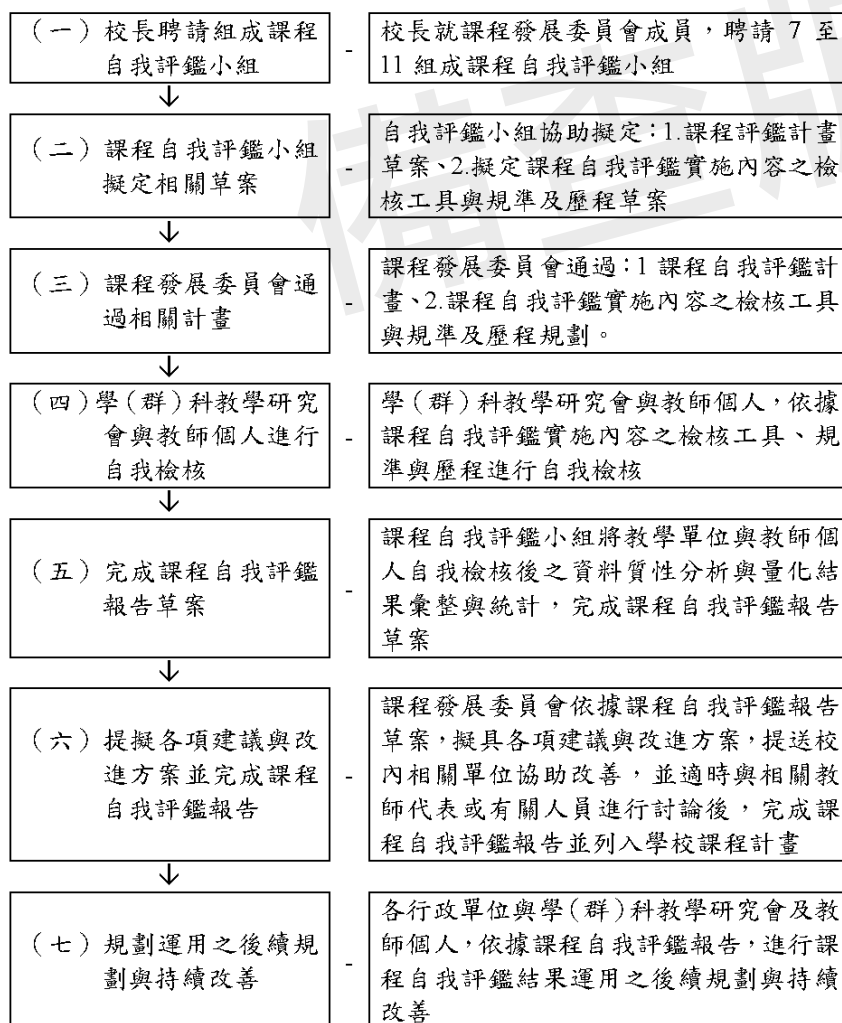 （一）校長聘請組成課程
自我評鑑小組
-
校長就課程發展委員會成員，聘請 7 至
11 組成課程自我評鑑小組
↓
（二）課程自我評鑑小組
擬定相關草案
-
自我評鑑小組協助擬定：1.課程評鑑計畫
草案、2.擬定課程自我評鑑實施內容之檢
核工具與規準及歷程草案
↓
（三）課程發展委員會通
過相關計畫
-
課程發展委員會通過：1 課程自我評鑑計
畫、2.課程自我評鑑實施內容之檢核工具
與規準及歷程規劃。
↓
（四）學（群）科教學研究
會與教師個人進行
自我檢核
-
學（群）科教學研究會與教師個人，依據
課程自我評鑑實施內容之檢核工具、規
準與歷程進行自我檢核
↓
（五）完成課程自我評鑑
報告草案
-
課程自我評鑑小組將教學單位與教師個
人自我檢核後之資料質性分析與量化結
果彙整與統計，完成課程自我評鑑報告
草案
↓
（六）提擬各項建議與改
進方案並完成課程
自我評鑑報告
-
課程發展委員會依據課程自我評鑑報告
草案，擬具各項建議與改進方案，提送校
內相關單位協助改善，並適時與相關教
師代表或有關人員進行討論後，完成課
程自我評鑑報告並列入學校課程計畫
↓
（七）規劃運用之後續規
劃與持續改善
-
各行政單位與學（群）科教學研究會及教
師個人，依據課程自我評鑑報告，進行課
程自我評鑑結果運用之後續規劃與持續
改善
備查版